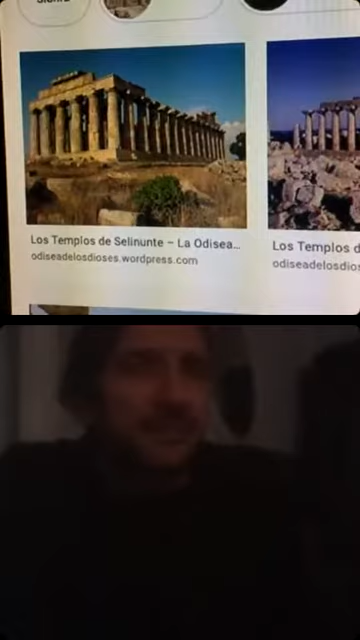 Los Templos de Selinunte – La Odisea...
odiseadelosdioses.wordpress.com
Los Templos d
odiseadelosdios